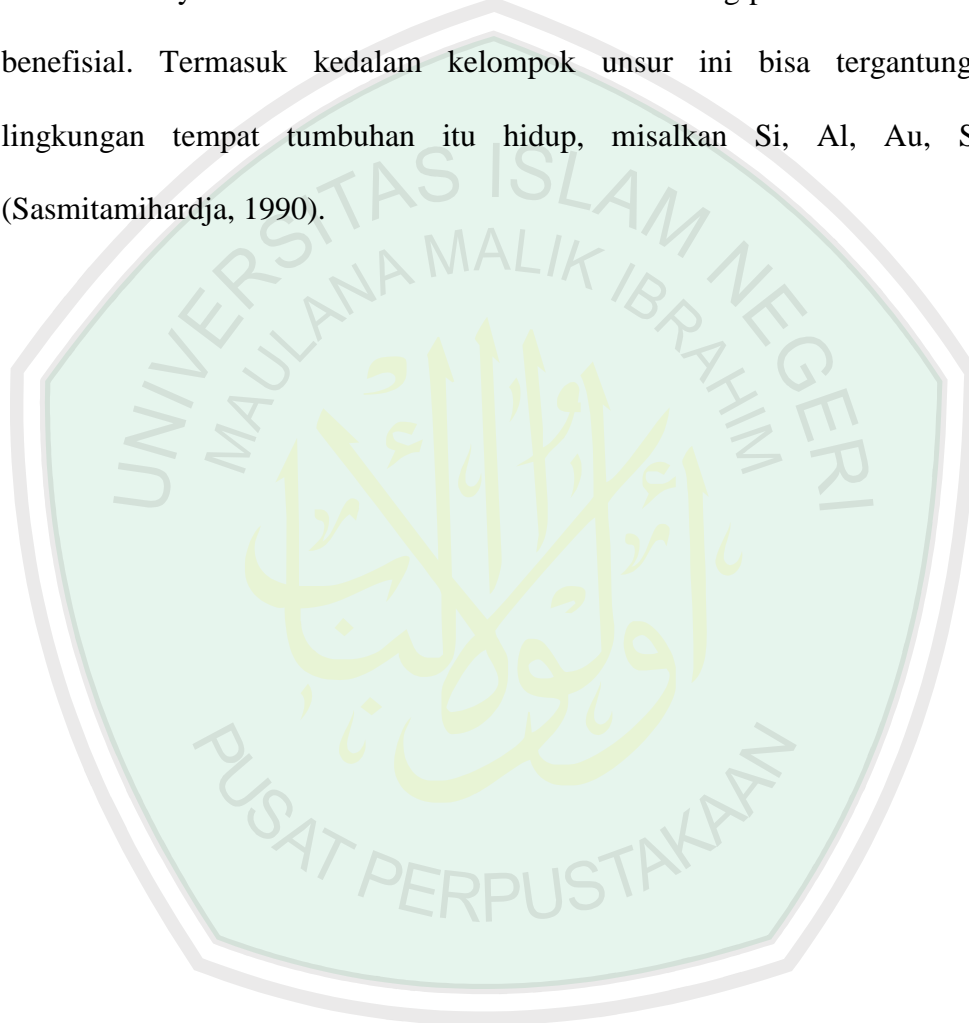 benefisial. Termasuk kedalam kelompok unsur ini bisa tergantung
lingkungan tempat tumbuhan itu hidup, misalkan Si, Al, Au, S
(Sasmitamihardja, 1990).
UNIVERSITAS ISLAM NEGERI
MAULANA MALIK IBRAHIM
PUSAT PERPUSTAKAAN